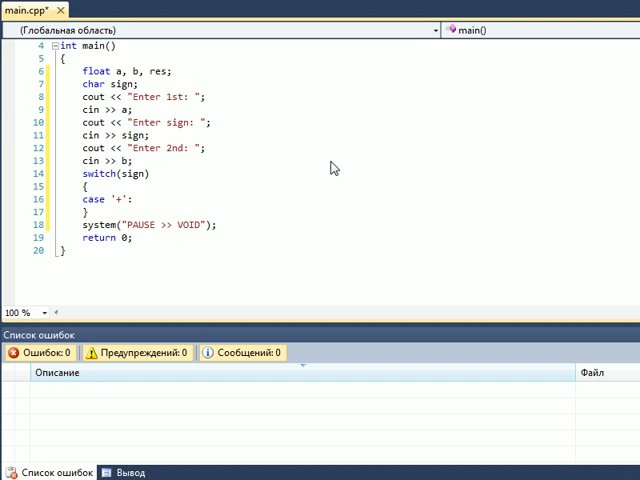 main.cpp*
(Глобальная область) main()
4 int main()
5 {
6 float a, b, res;
7 char sign;
8 cout << "Enter 1st: ";
9 cin >> a;
10 cout << "Enter sign: ";
11 cin >> sign;
12 cout << "Enter 2nd: ";
13 cin >> b;
14 switch(sign)
15 {
16 case '+':
17 }
18 system("PAUSE >> VOID");
19 return 0;
20 }
100 %
Список ошибок
Ошибок: 0 Предупреждений: 0 Сообщений: 0
Описание Файл
Список ошибок Вывод